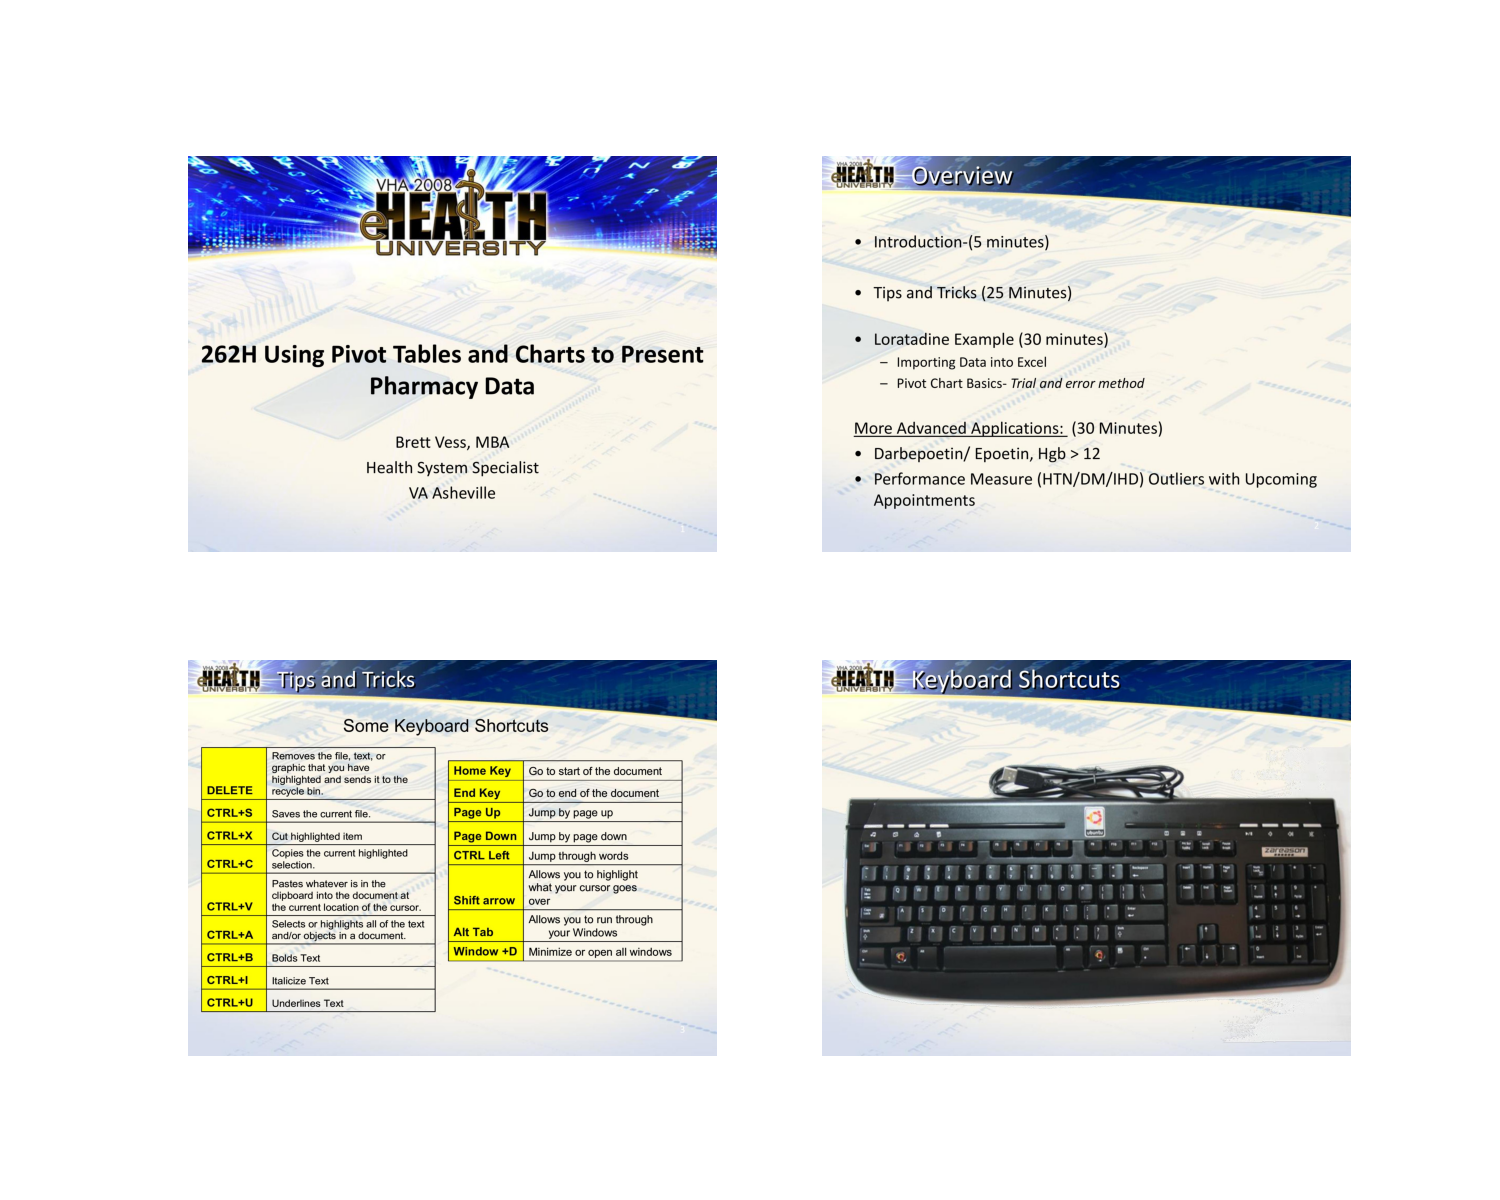 VHA 2008
eHEALTH
UNIVERSITY
262H Using Pivot Tables and Charts to Present
Pharmacy Data
Brett Vess, MBA
Health System Specialist
VA Asheville
1
VHA 2008
eHEALTH
UNIVERSITY
Overview
• Introduction-(5 minutes)
• Tips and Tricks (25 Minutes)
• Loratadine Example (30 minutes)
– Importing Data into Excel
– Pivot Chart Basics- Trial and error method
More Advanced Applications: (30 Minutes)
• Darbepoetin/ Epoetin, Hgb > 12
• Performance Measure (HTN/DM/IHD) Outliers with Upcoming
Appointments
2
VHA 2008
eHEALTH
UNIVERSITY
Tips and Tricks
Some Keyboard Shortcuts
DELETE
Removes the file, text, or
graphic that you have
highlighted and sends it to the
recycle bin.
CTRL+S Saves the current file.
CTRL+X Cut highlighted item
CTRL+C
Copies the current highlighted
selection.
CTRL+V
Pastes whatever is in the
clipboard into the document at
the current location of the cursor.
CTRL+A
Selects or highlights all of the text
and/or objects in a document.
CTRL+B Bolds Text
CTRL+I Italicize Text
CTRL+U Underlines Text
Home Key Go to start of the document
End Key Go to end of the document
Page Up Jump by page up
Page Down Jump by page down
CTRL Left Jump through words
Shift arrow
Allows you to highlight
what your cursor goes
over
Alt Tab
Allows you to run through
your Windows
Window +D Minimize or open all windows
3
VHA 2008
eHEALTH
UNIVERSITY
Keyboard Shortcuts
ubuntu
zareason